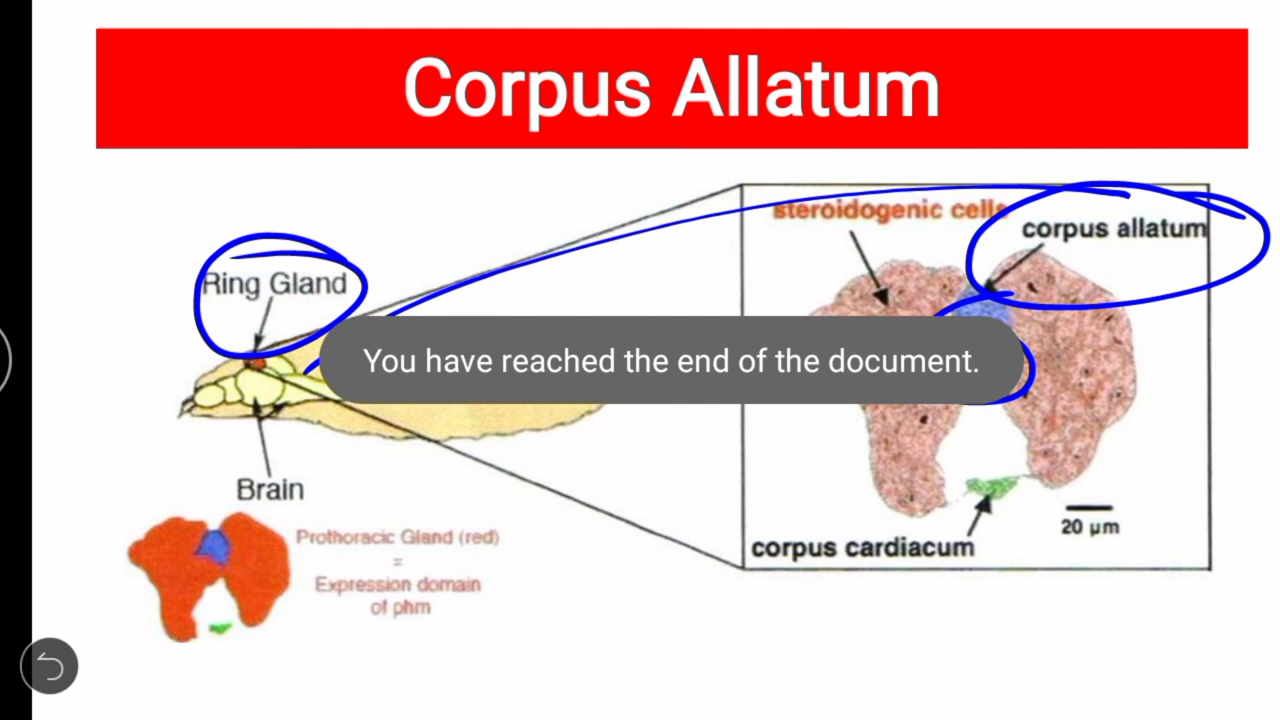 Corpus Allatum
steroidogenic cells
corpus allatum
Ring Gland
You have reached the end of the document.
Brain
Prothoracic Gland (red)
=
Expression domain
of phm
corpus cardiacum
20 µm